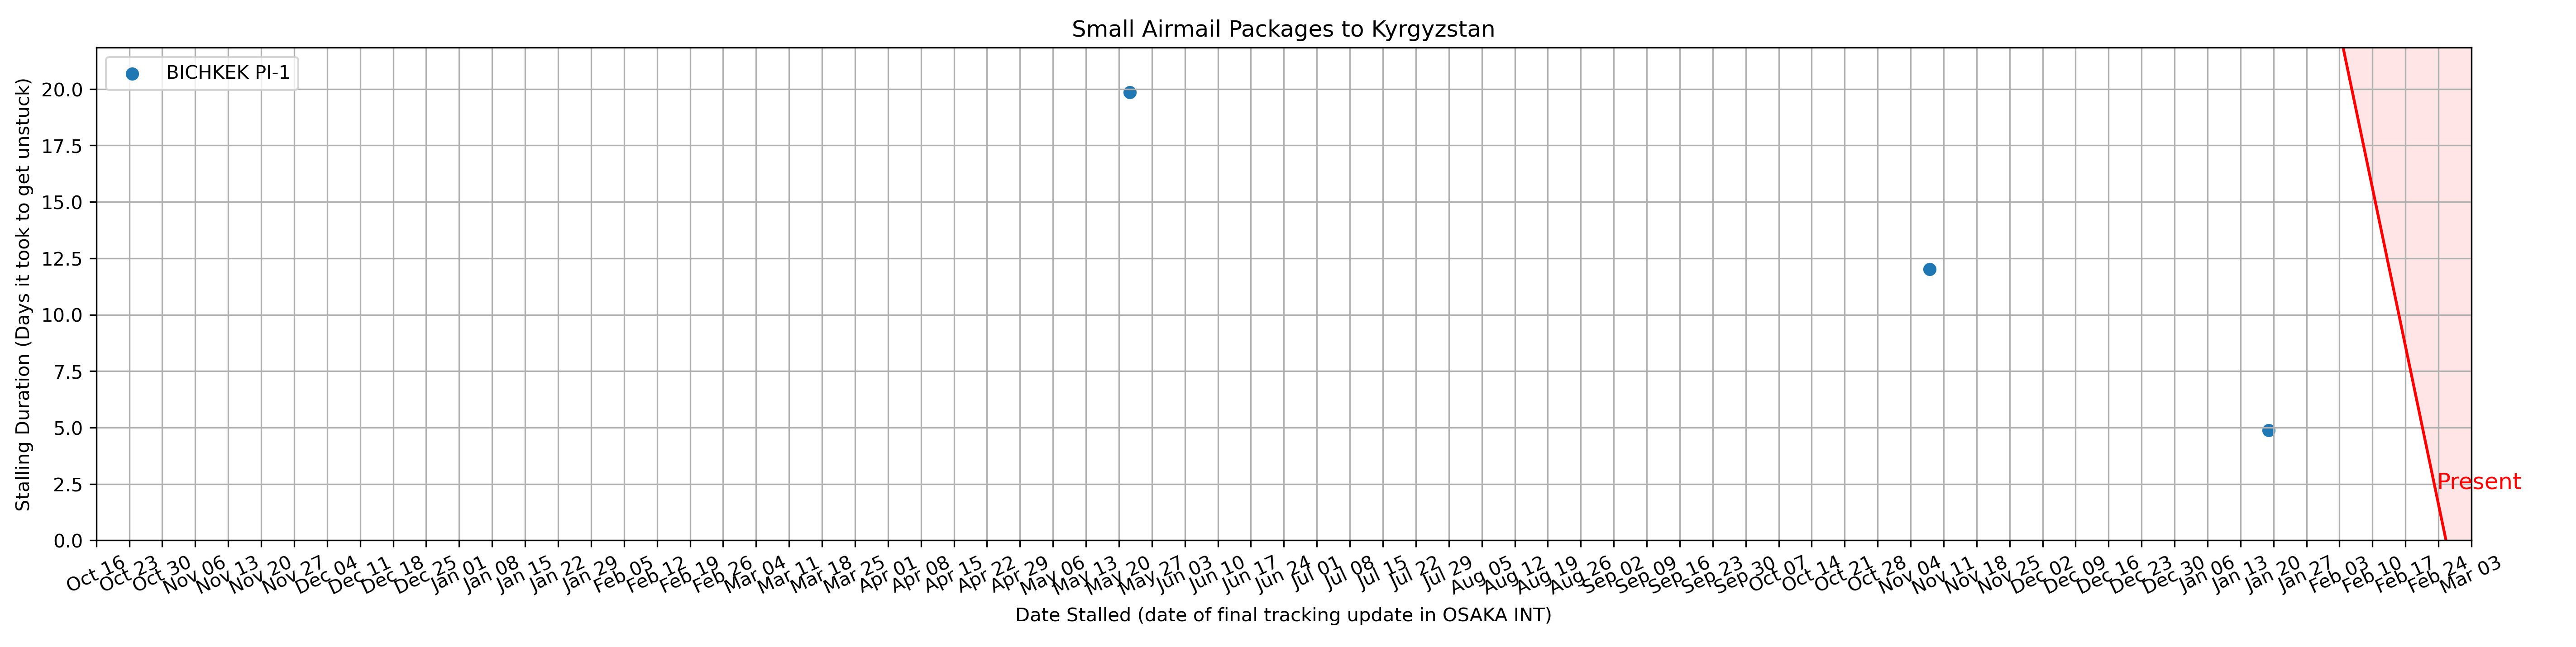 Small Airmail Packages to Kyrgyzstan
BICHKEK PI-1
Stalling Duration (Days it took to get unstuck)
20.0
17.5
15.0
12.5
10.0
7.5
5.0
2.5
0.0
Present
Oct 16
Oct 23
Oct 30
Nov 06
Nov 13
Nov 20
Nov 27
Dec 04
Dec 11
Dec 18
Dec 25
Jan 01
Jan 08
Jan 15
Jan 22
Jan 29
Feb 05
Feb 12
Feb 19
Feb 26
Mar 04
Mar 11
Mar 18
Mar 25
Apr 01
Apr 08
Apr 15
Apr 22
Apr 29
May 06
May 13
May 20
May 27
Jun 03
Jun 10
Jun 17
Jun 24
Jul 01
Jul 08
Jul 15
Jul 22
Jul 29
Aug 05
Aug 12
Aug 19
Aug 26
Sep 02
Sep 09
Sep 16
Sep 23
Sep 30
Oct 07
Oct 14
Oct 21
Oct 28
Nov 04
Nov 11
Nov 18
Nov 25
Dec 02
Dec 09
Dec 16
Dec 23
Dec 30
Jan 06
Jan 13
Jan 20
Jan 27
Feb 03
Feb 10
Feb 17
Feb 24
Mar 03
Date Stalled (date of final tracking update in OSAKA INT)